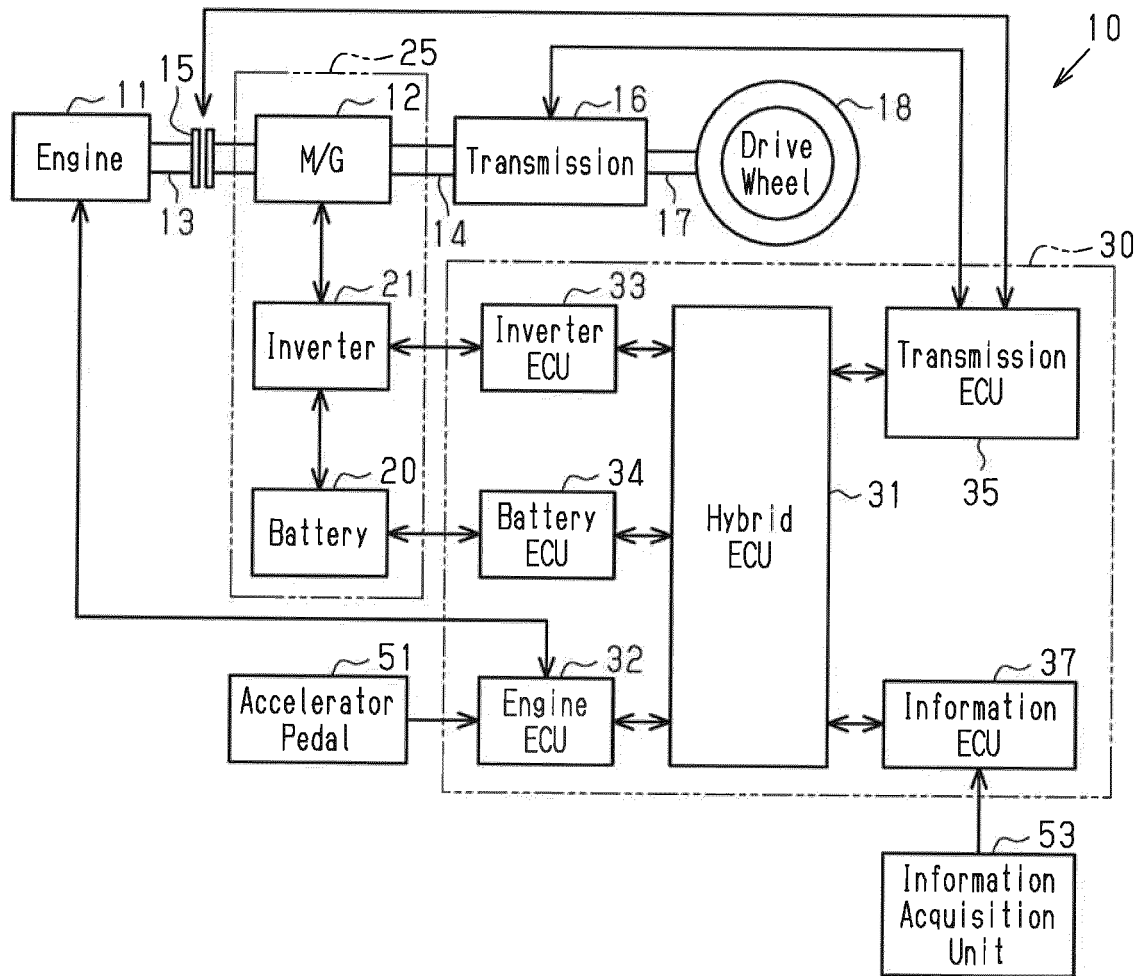 10
25
15
11
12
16
18
Engine
M/G
Transmission
Drive
Wheel
13
14
17
30
21
33
Inverter
Inverter
ECU
Transmission
ECU
20
34
31
35
Battery
Battery
ECU
Hybrid
ECU
51
32
37
Accelerator
Pedal
Engine
ECU
Information
ECU
53
Information
Acquisition
Unit